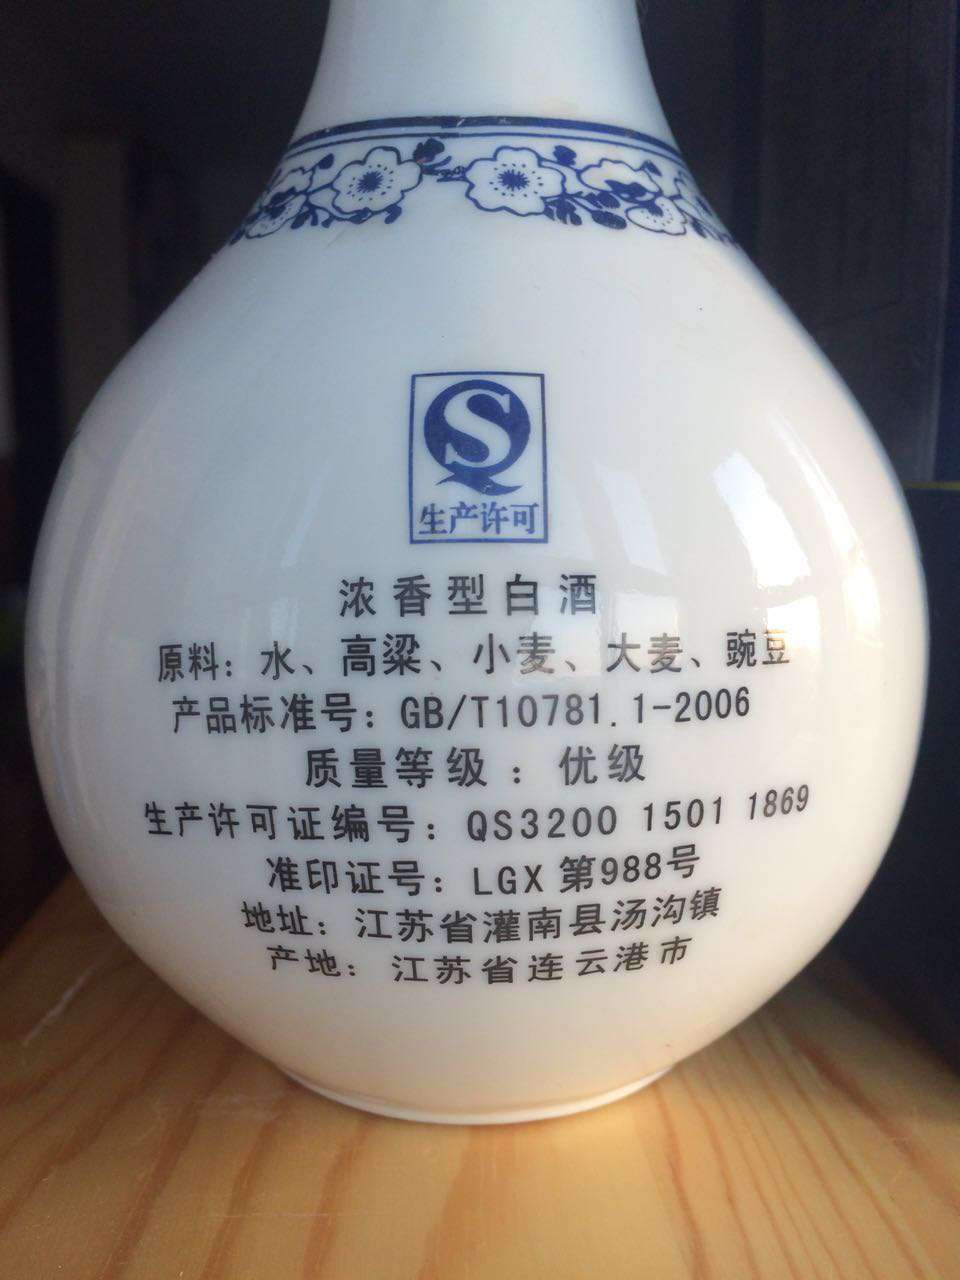 生产许可
浓香型白酒
原料：水、高粱、小麦、大麦、豌豆
产品标准号：GB/T10781.1-2006
质量等级：优级
生产许可证编号：QS3200 1501 1869
准印证号：LGX 第988号
地址：江苏省灌南县汤沟镇
产地：江苏省连云港市